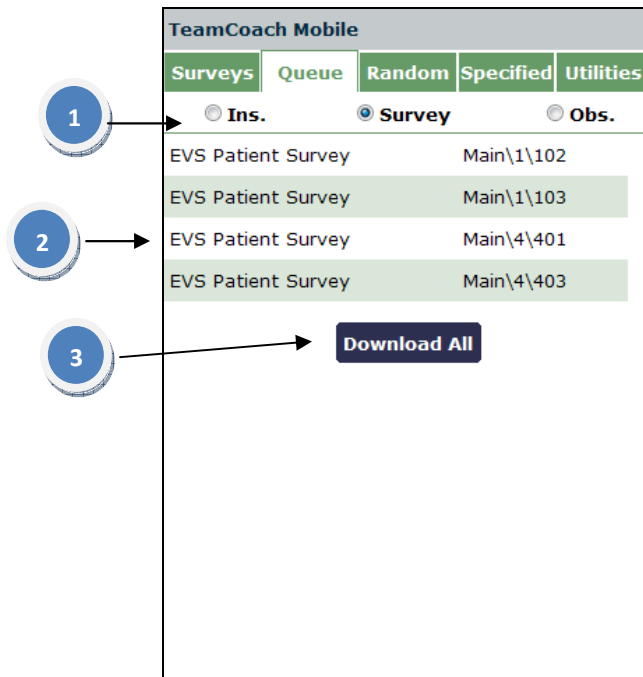 TeamCoach Mobile
Surveys Queue Random Specified Utilities
1
Ins. Survey Obs.
EVS Patient Survey Main\1\102
EVS Patient Survey Main\1\103
2
EVS Patient Survey Main\4\401
EVS Patient Survey Main\4\403
3
Download All